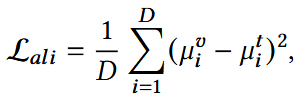 𝓛_{ali} = \frac{1}{D} \sum_{i=1}^{D} (\mu_i^v - \mu_i^t)^2,